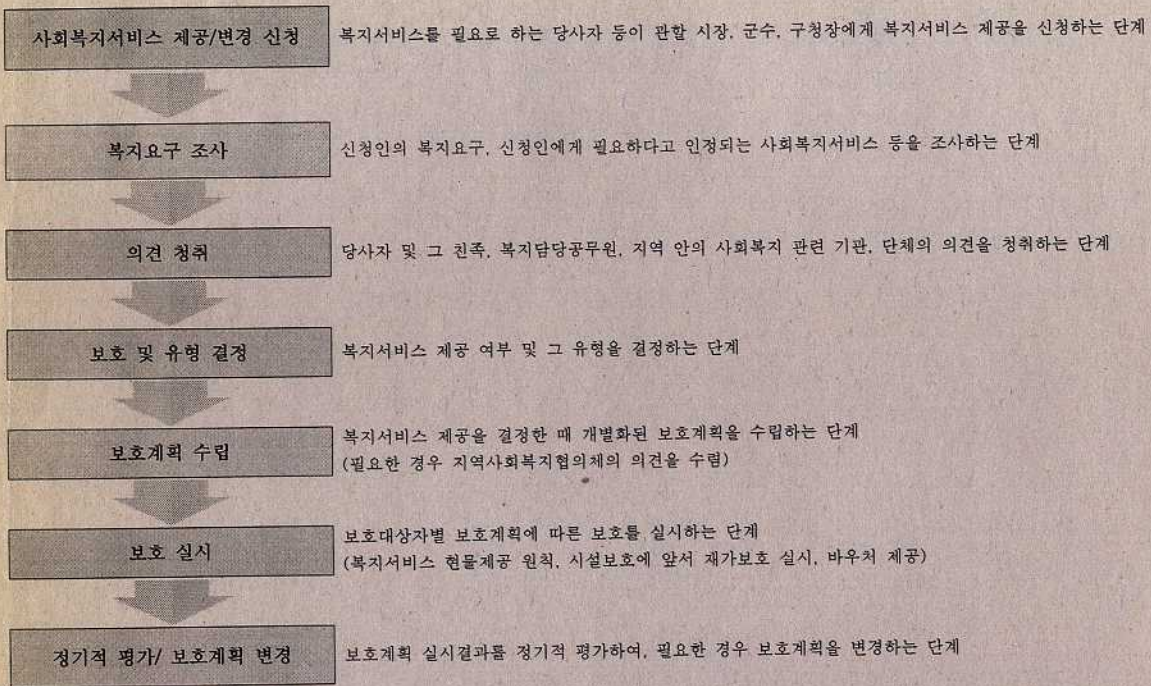 사회복지서비스 제공/변경 신청
복지서비스를 필요로 하는 당사자 등이 관할 시장, 군수, 구청장에게 복지서비스 제공을 신청하는 단계
복지요구 조사
신청인의 복지요구, 신청인에게 필요하다고 인정되는 사회복지서비스 등을 조사하는 단계
의견 청취
당사자 및 그 친족, 복지담당공무원, 지역 안의 사회복지 관련 기관, 단체의 의견을 청취하는 단계
보호 및 유형 결정
복지서비스 제공 여부 및 그 유형을 결정하는 단계
보호계획 수립
복지서비스 제공을 결정한 때 개별화된 보호계획을 수립하는 단계
(필요한 경우 지역사회복지협의체의 의견을 수렴)
보호 실시
보호대상자별 보호계획에 따른 보호를 실시하는 단계
(복지서비스 현물제공 원칙, 시설보호에 앞서 재가보호 실시, 바우처 제공)
정기적 평가/ 보호계획 변경
보호계획 실시결과를 정기적 평가하여, 필요한 경우 보호계획을 변경하는 단계